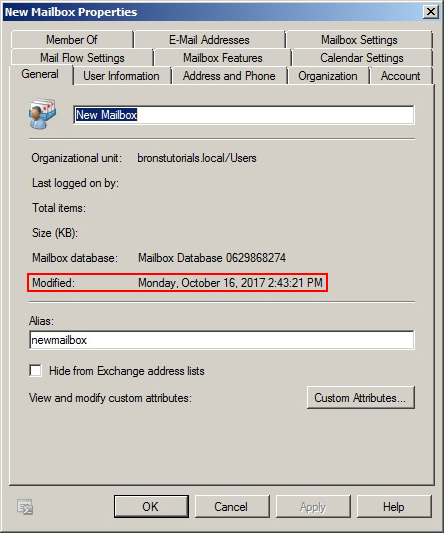 New Mailbox Properties
Member Of E-Mail Addresses Mailbox Settings
Mail Flow Settings Mailbox Features Calendar Settings
General User Information Address and Phone Organization Account
New Mailbox
Organizational unit: bronstutorials.local/Users
Last logged on by:
Total items:
Size (KB):
Mailbox database: Mailbox Database 0629868274
Modified: Monday, October 16, 2017 2:43:21 PM
Alias:
newmailbox
Hide from Exchange address lists
View and modify custom attributes: Custom Attributes...
OK Cancel Apply Help